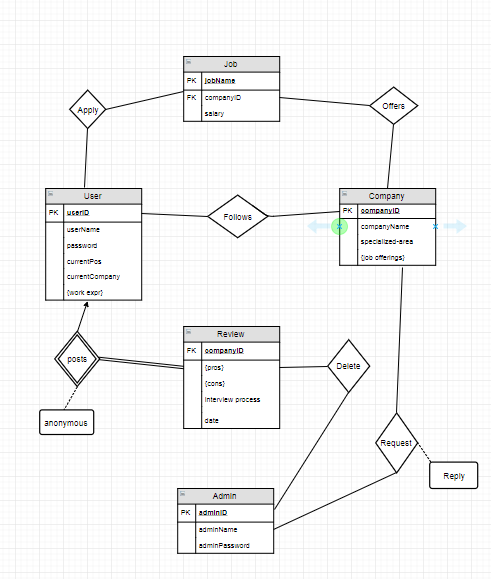 Job
PK jobName
PK companyID
salary
Apply
Offers
User
PK userID
userName
password
currentPos
currentCompany
{work expr}
Follows
Company
PK companyID
companyName
specialized-area
{job offerings}
posts
anonymous
Review
PK companyID
{pros}
{cons}
interview process
date
Delete
Request
Reply
Admin
PK adminID
adminName
adminPassword